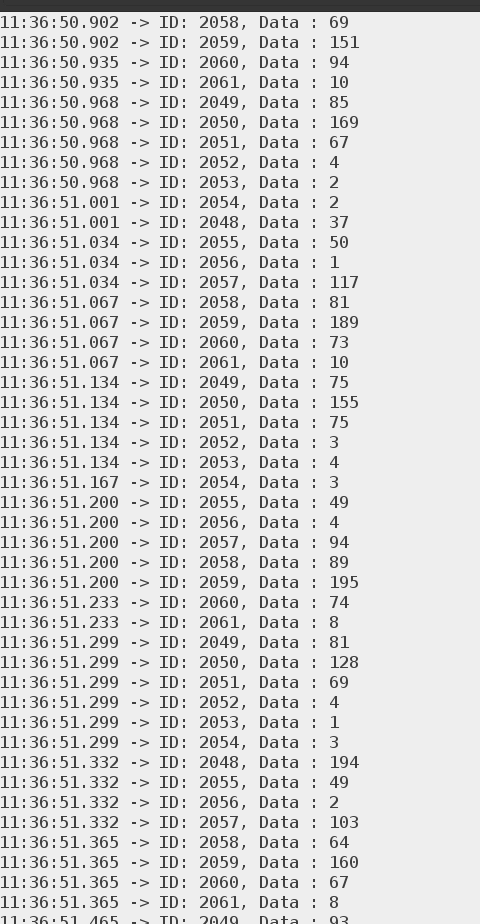 11:36:50.902 -> ID: 2058, Data : 69
11:36:50.902 -> ID: 2059, Data : 151
11:36:50.935 -> ID: 2060, Data : 94
11:36:50.935 -> ID: 2061, Data : 10
11:36:50.968 -> ID: 2049, Data : 85
11:36:50.968 -> ID: 2050, Data : 169
11:36:50.968 -> ID: 2051, Data : 67
11:36:50.968 -> ID: 2052, Data : 4
11:36:50.968 -> ID: 2053, Data : 2
11:36:51.001 -> ID: 2054, Data : 2
11:36:51.001 -> ID: 2048, Data : 37
11:36:51.034 -> ID: 2055, Data : 50
11:36:51.034 -> ID: 2056, Data : 1
11:36:51.034 -> ID: 2057, Data : 117
11:36:51.067 -> ID: 2058, Data : 81
11:36:51.067 -> ID: 2059, Data : 189
11:36:51.067 -> ID: 2060, Data : 73
11:36:51.067 -> ID: 2061, Data : 10
11:36:51.134 -> ID: 2049, Data : 75
11:36:51.134 -> ID: 2050, Data : 155
11:36:51.134 -> ID: 2051, Data : 75
11:36:51.134 -> ID: 2052, Data : 3
11:36:51.134 -> ID: 2053, Data : 4
11:36:51.167 -> ID: 2054, Data : 3
11:36:51.200 -> ID: 2055, Data : 49
11:36:51.200 -> ID: 2056, Data : 4
11:36:51.200 -> ID: 2057, Data : 94
11:36:51.200 -> ID: 2058, Data : 89
11:36:51.200 -> ID: 2059, Data : 195
11:36:51.233 -> ID: 2060, Data : 74
11:36:51.233 -> ID: 2061, Data : 8
11:36:51.299 -> ID: 2049, Data : 81
11:36:51.299 -> ID: 2050, Data : 128
11:36:51.299 -> ID: 2051, Data : 69
11:36:51.299 -> ID: 2052, Data : 4
11:36:51.299 -> ID: 2053, Data : 1
11:36:51.299 -> ID: 2054, Data : 3
11:36:51.332 -> ID: 2048, Data : 194
11:36:51.332 -> ID: 2055, Data : 49
11:36:51.332 -> ID: 2056, Data : 2
11:36:51.332 -> ID: 2057, Data : 103
11:36:51.365 -> ID: 2058, Data : 64
11:36:51.365 -> ID: 2059, Data : 160
11:36:51.365 -> ID: 2060, Data : 67
11:36:51.365 -> ID: 2061, Data : 8
11:36:51.465 -> ID: 2049, Data : 93